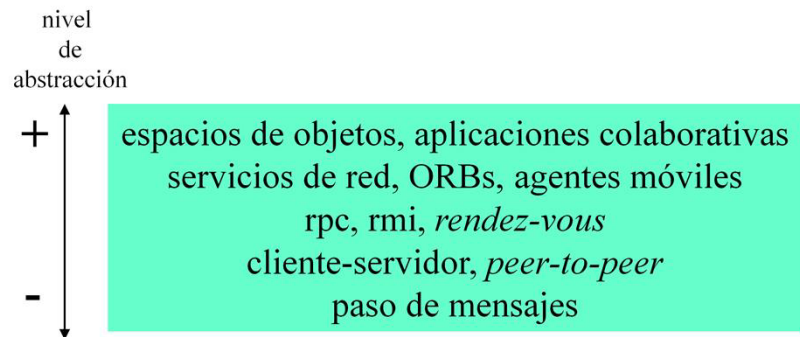 nivel
de
abstracción
+
espacios de objetos, aplicaciones colaborativas
servicios de red, ORBs, agentes móviles
rpc, rmi, rendez-vous
cliente-servidor, peer-to-peer
-
paso de mensajes